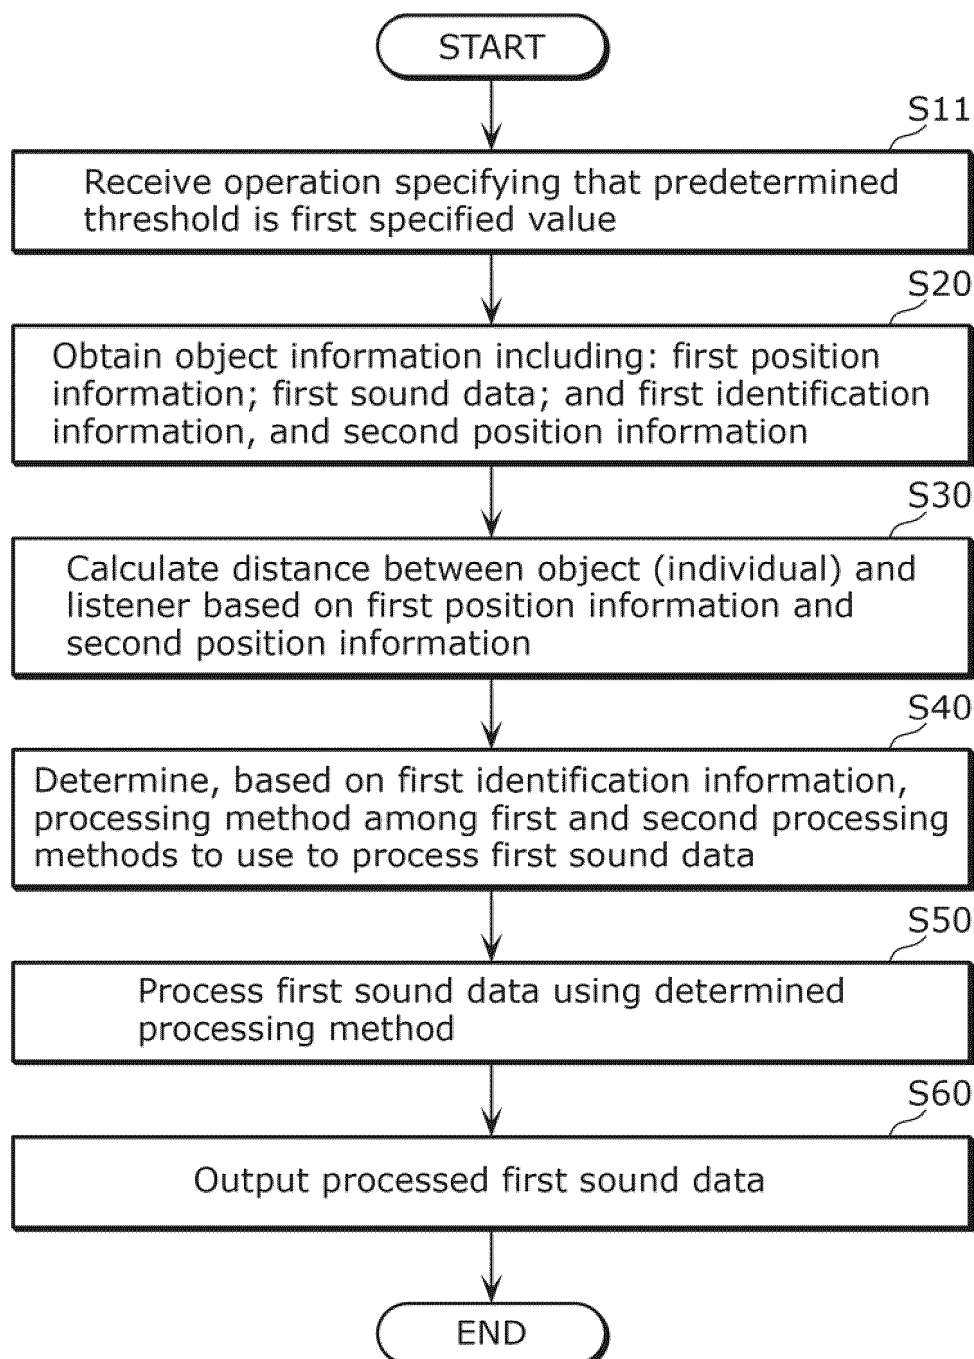 START
S11
Receive operation specifying that predetermined
threshold is first specified value
S20
Obtain object information including: first position
information; first sound data; and first identification
information, and second position information
S30
Calculate distance between object (individual) and
listener based on first position information and
second position information
S40
Determine, based on first identification information,
processing method among first and second processing
methods to use to process first sound data
S50
Process first sound data using determined
processing method
S60
Output processed first sound data
END